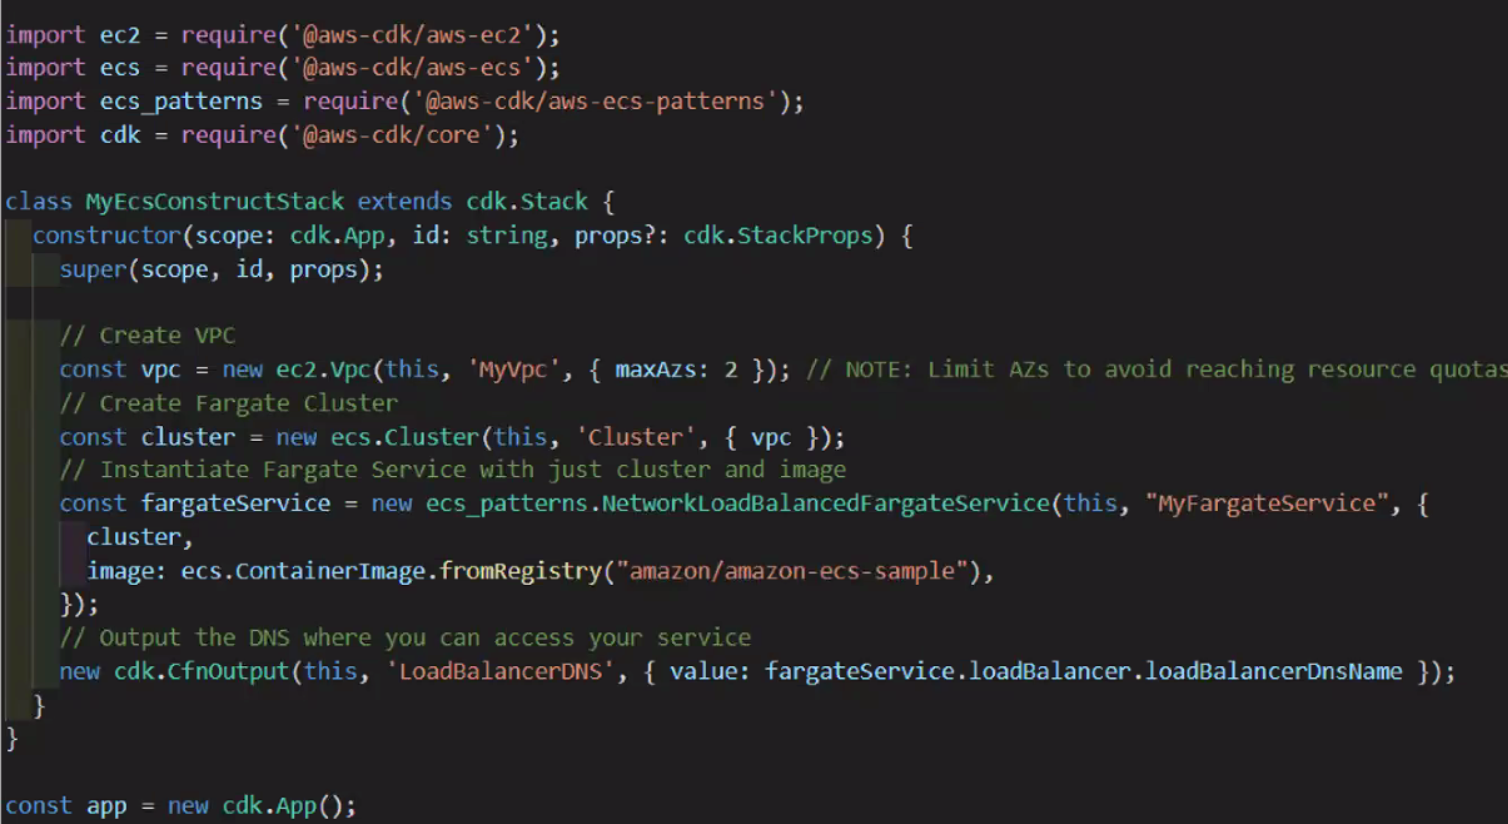 import ec2 = require('@aws-cdk/aws-ec2');
import ecs = require('@aws-cdk/aws-ecs');
import ecs_patterns = require('@aws-cdk/aws-ecs-patterns');
import cdk = require('@aws-cdk/core');

class MyEcsConstructStack extends cdk.Stack {
  constructor(scope: cdk.App, id: string, props?: cdk.StackProps) {
    super(scope, id, props);

    // Create VPC
    const vpc = new ec2.Vpc(this, 'MyVpc', { maxAzs: 2 }); // NOTE: Limit AZs to avoid reaching resource quotas
    // Create Fargate Cluster
    const cluster = new ecs.Cluster(this, 'Cluster', { vpc });
    // Instantiate Fargate Service with just cluster and image
    const fargateService = new ecs_patterns.NetworkLoadBalancedFargateService(this, "MyFargateService", {
      cluster,
      image: ecs.ContainerImage.fromRegistry("amazon/amazon-ecs-sample"),
    });
    // Output the DNS where you can access your service
    new cdk.CfnOutput(this, 'LoadBalancerDNS', { value: fargateService.loadBalancer.loadBalancerDnsName });
  }
}

const app = new cdk.App();